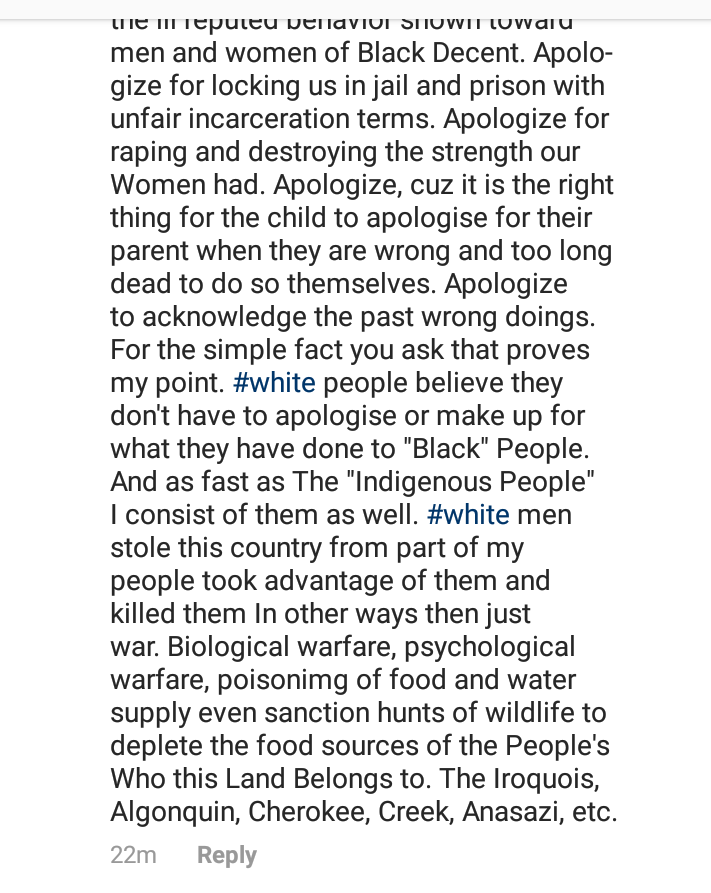 the ill reputed behavior shown toward
men and women of Black Decent. Apolo-
gize for locking us in jail and prison with
unfair incarceration terms. Apologize for
raping and destroying the strength our
Women had. Apologize, cuz it is the right
thing for the child to apologise for their
parent when they are wrong and too long
dead to do so themselves. Apologize
to acknowledge the past wrong doings.
For the simple fact you ask that proves
my point. #white people believe they
don't have to apologise or make up for
what they have done to "Black" People.
And as fast as The "Indigenous People"
I consist of them as well. #white men
stole this country from part of my
people took advantage of them and
killed them In other ways then just
war. Biological warfare, psychological
warfare, poisonimg of food and water
supply even sanction hunts of wildlife to
deplete the food sources of the People's
Who this Land Belongs to. The Iroquois,
Algonquin, Cherokee, Creek, Anasazi, etc.
22m Reply